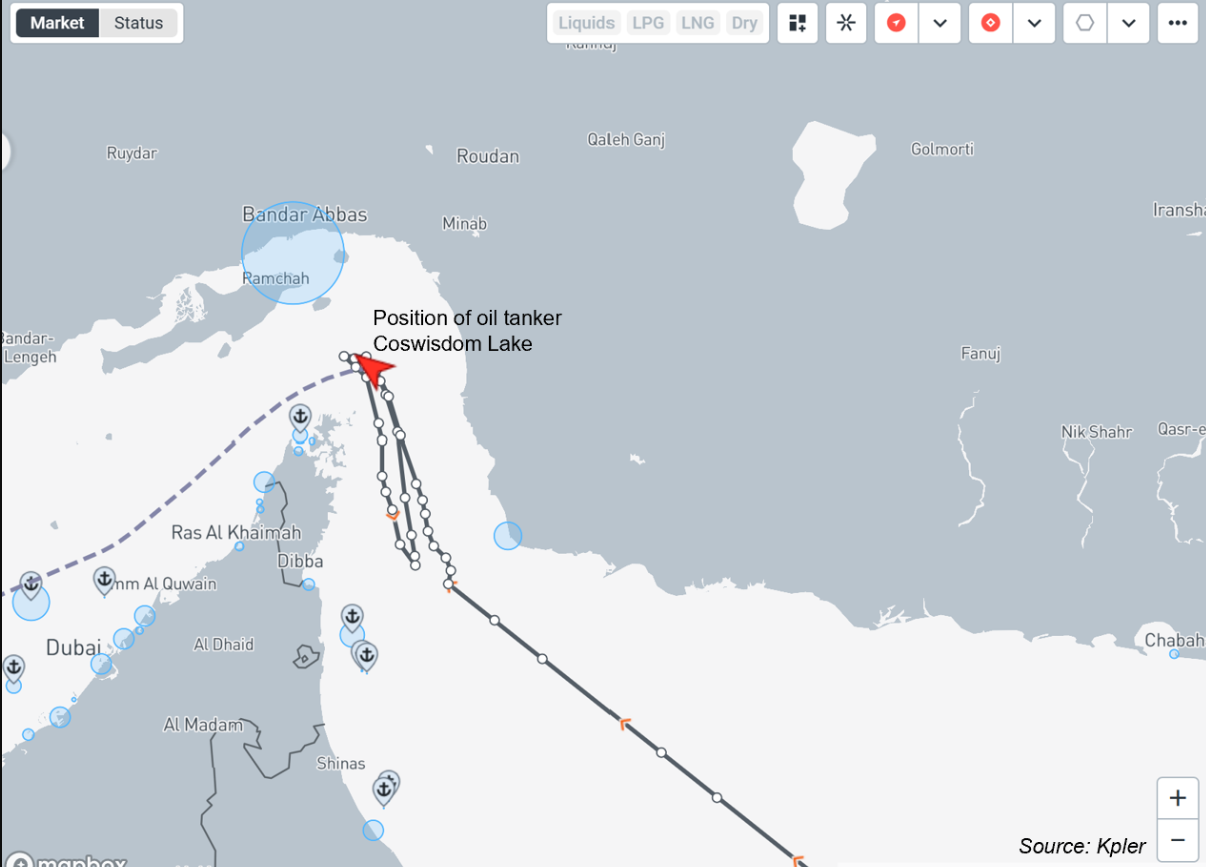 Market
Status
Liquids
LPG
LNG
Dry
Ruydar
Roudan
Qaleh Ganj
Golmorti
Bandar Abbas
Minab
Ramchah
Position of oil tanker
Coswisdom Lake
Bandar-
Lengeh
Fanuj
Nik Shahr
Qasr-e
Ras Al Khaimah
Dibba
mm Al Quwain
Dubai
Al Dhaid
Chabah
Al Madam
Shinas
+
−
Source: Kpler
mapbox